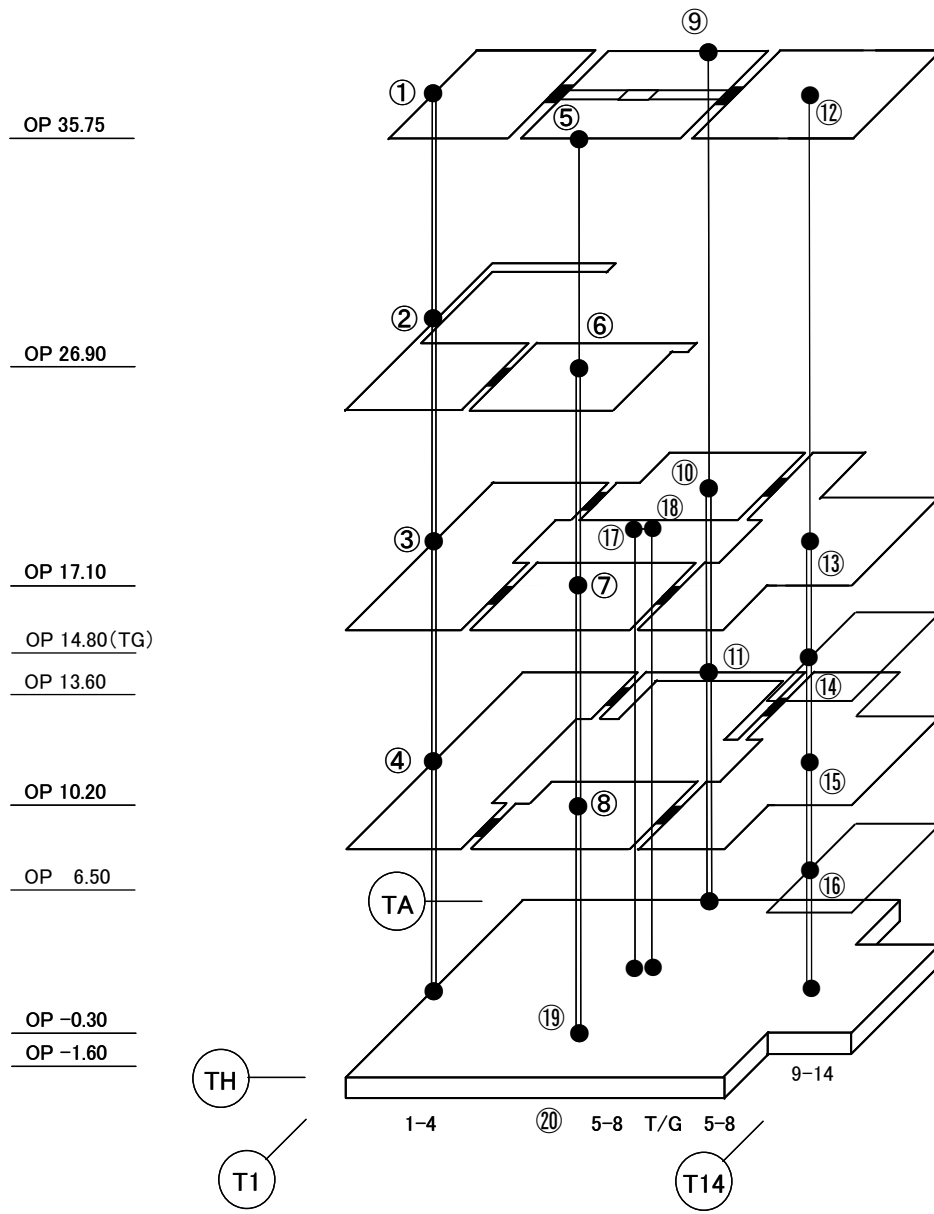 ⑨
①
⑤
⑫
OP 35.75
②
⑥
OP 26.90
⑩
⑱
⑰
③
⑬
OP 17.10
⑦
OP 14.80(TG)
⑪
OP 13.60
⑭
④
⑮
OP 10.20
⑧
OP 6.50
⑯
TA
OP -0.30
⑲
OP -1.60
TH
9-14
1-4 ⑳ 5-8 T/G 5-8
T1
T14